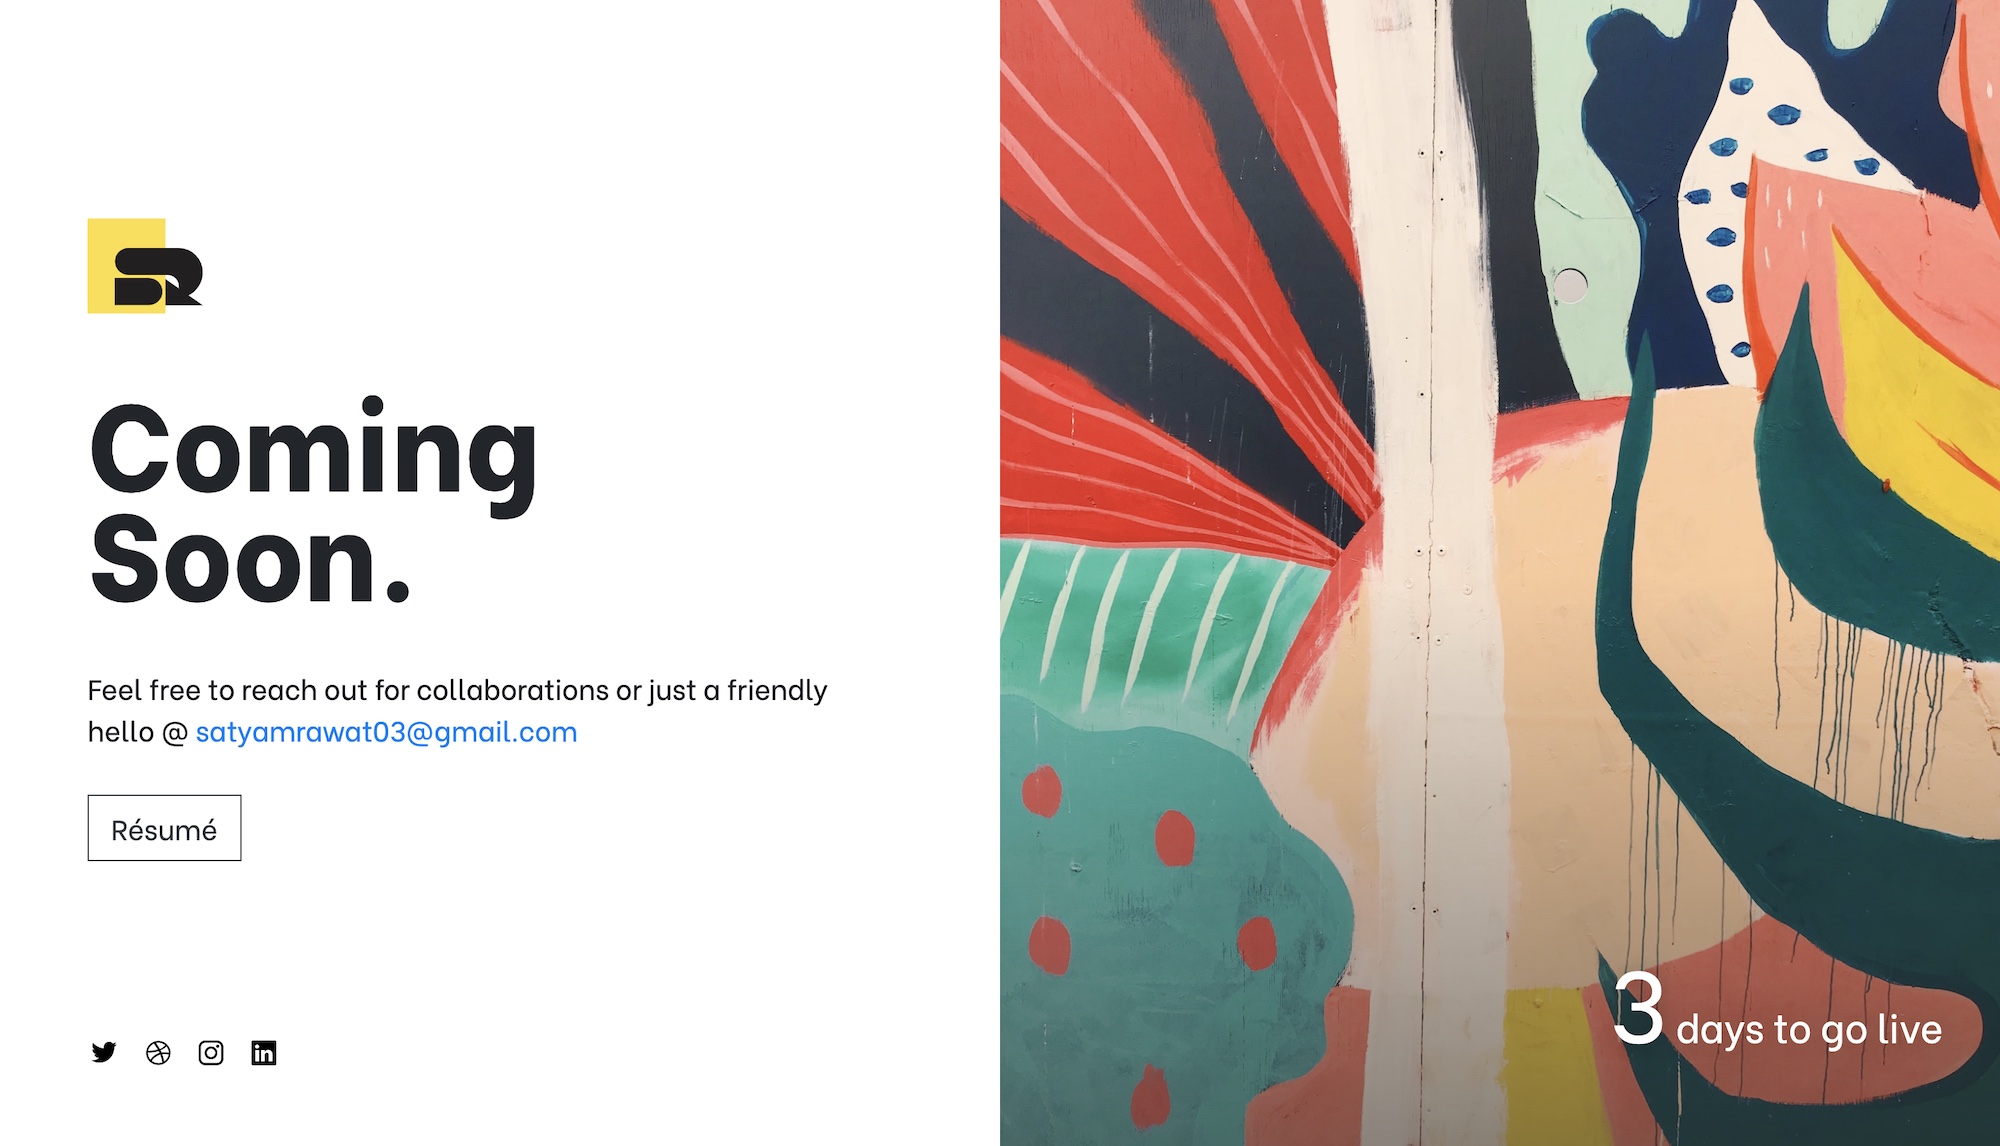 SR
Coming
Soon.
Feel free to reach out for collaborations or just a friendly
hello @ satyamrawat03@gmail.com
Résumé
in
3 days to go live